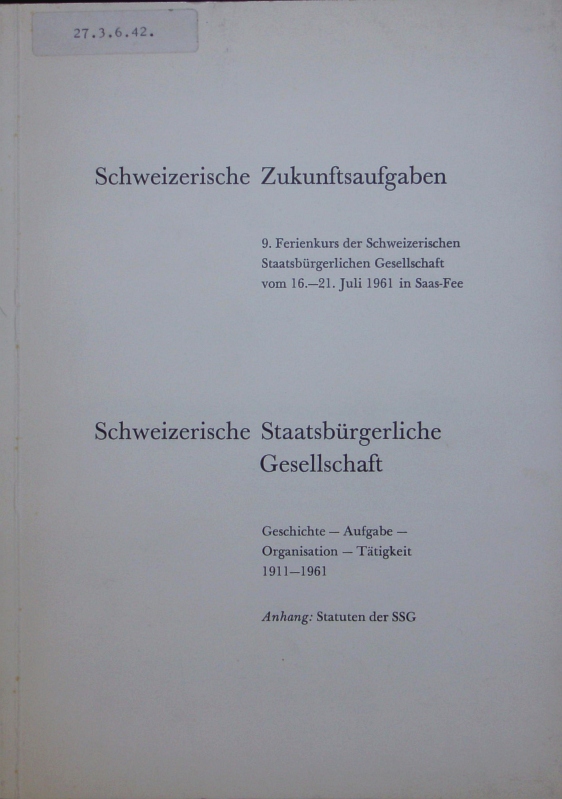 27.3.6.42.
Schweizerische Zukunftsaufgaben
9. Ferienkurs der Schweizerischen
Staatsbürgerlichen Gesellschaft
vom 16.—21. Juli 1961 in Saas-Fee
Schweizerische Staatsbürgerliche
Gesellschaft
Geschichte — Aufgabe —
Organisation — Tätigkeit
1911—1961
Anhang: Statuten der SSG